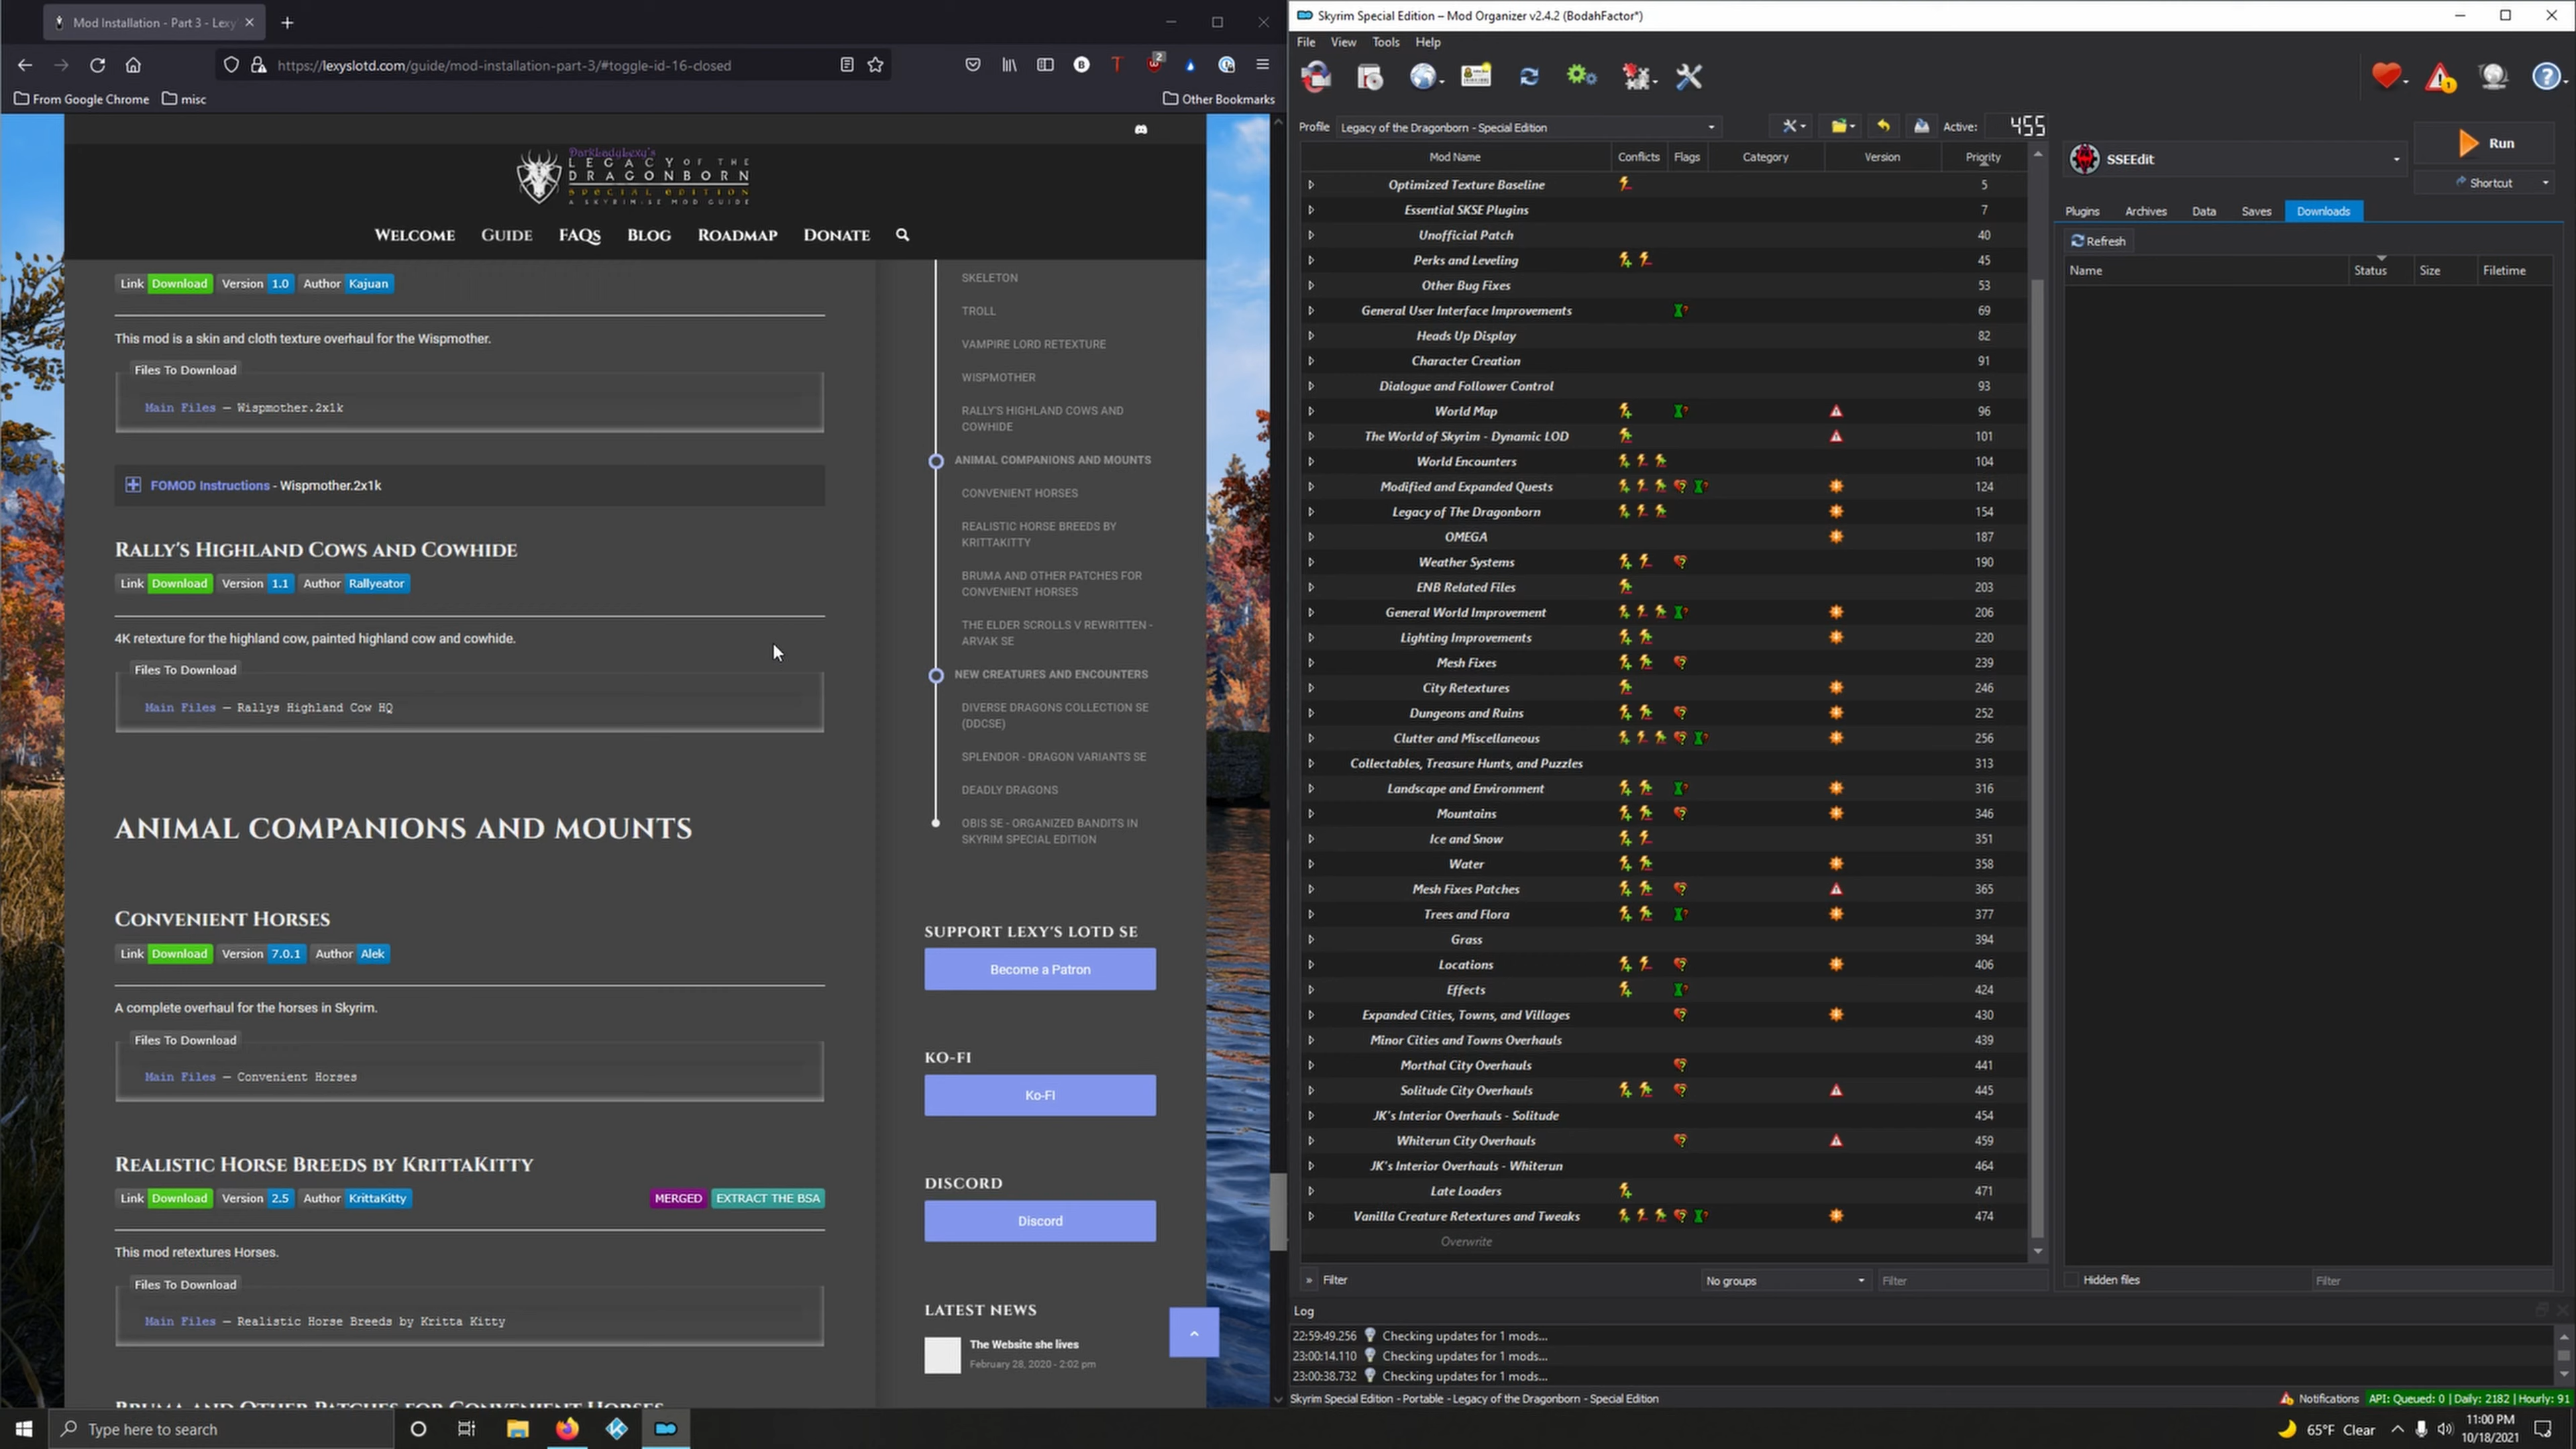 Mod Installation - Part 3 - Lexy
https://lexyslotd.com/guide/mod-installation-part-3/#toggle-id-16-closed
2
From Google Chrome
misc
Other Bookmarks
DarkLadyLexy's
LEGACY OF THE
DRAGONBORN
SPECIAL EDITION
A SKYRIM:SE MOD GUIDE
WELCOME GUIDE FAQS BLOG ROADMAP DONATE
Link Download Version 1.0 Author Kajuan
This mod is a skin and cloth texture overhaul for the Wispmother.
Files To Download
Main Files – Wispmother.2x1k
FOMOD Instructions - Wispmother.2x1k
RALLY'S HIGHLAND COWS AND COWHIDE
Link Download Version 1.1 Author Rallyeator
4K retexture for the highland cow, painted highland cow and cowhide.
Files To Download
Main Files – Rallys Highland Cow HQ
ANIMAL COMPANIONS AND MOUNTS
CONVENIENT HORSES
Link Download Version 7.0.1 Author Alek
A complete overhaul for the horses in Skyrim.
Files To Download
Main Files – Convenient Horses
REALISTIC HORSE BREEDS BY KRITTAKITTY
Link Download Version 2.5 Author KrittaKitty MERGED EXTRACT THE BSA
This mod retextures Horses.
Files To Download
Main Files – Realistic Horse Breeds by Kritta Kitty
BRUMA AND OTHER PATCHES FOR CONVENIENT HORSES
SKELETON
TROLL
VAMPIRE LORD RETEXTURE
WISPMOTHER
RALLY'S HIGHLAND COWS AND
COWHIDE
ANIMAL COMPANIONS AND MOUNTS
CONVENIENT HORSES
REALISTIC HORSE BREEDS BY
KRITTAKITTY
BRUMA AND OTHER PATCHES FOR
CONVENIENT HORSES
THE ELDER SCROLLS V REWRITTEN -
ARVAK SE
NEW CREATURES AND ENCOUNTERS
DIVERSE DRAGONS COLLECTION SE
(DDCSE)
SPLENDOR - DRAGON VARIANTS SE
DEADLY DRAGONS
OBIS SE - ORGANIZED BANDITS IN
SKYRIM SPECIAL EDITION
SUPPORT LEXY'S LOTD SE
Become a Patron
KO-FI
Ko-FI
DISCORD
Discord
LATEST NEWS
The Website she lives
February 28, 2020 - 2:02 pm
Skyrim Special Edition – Mod Organizer v2.4.2 (BodahFactor*)
File View Tools Help
Profile Legacy of the Dragonborn - Special Edition Active: 455
Mod Name Conflicts Flags Category Version Priority
Optimized Texture Baseline 5
Essential SKSE Plugins 7
Unofficial Patch 40
Perks and Leveling 45
Other Bug Fixes 53
General User Interface Improvements 69
Heads Up Display 82
Character Creation 91
Dialogue and Follower Control 93
World Map 96
The World of Skyrim - Dynamic LOD 101
World Encounters 104
Modified and Expanded Quests 124
Legacy of The Dragonborn 154
OMEGA 187
Weather Systems 190
ENB Related Files 203
General World Improvement 206
Lighting Improvements 220
Mesh Fixes 239
City Retextures 246
Dungeons and Ruins 252
Clutter and Miscellaneous 256
Collectables, Treasure Hunts, and Puzzles 313
Landscape and Environment 316
Mountains 346
Ice and Snow 351
Water 358
Mesh Fixes Patches 365
Trees and Flora 377
Grass 394
Locations 406
Effects 424
Expanded Cities, Towns, and Villages 430
Minor Cities and Towns Overhauls 439
Morthal City Overhauls 441
Solitude City Overhauls 445
JK's Interior Overhauls - Solitude 454
Whiterun City Overhauls 459
JK's Interior Overhauls - Whiterun 464
Late Loaders 471
Vanilla Creature Retextures and Tweaks 474
Overwrite
» Filter No groups Filter
SSEEdit Run
Shortcut
Plugins Archives Data Saves Downloads
Refresh
Name Status Size Filetime
Hidden files Filter
Log
22:59:49.256 Checking updates for 1 mods...
23:00:14.110 Checking updates for 1 mods...
23:00:38.732 Checking updates for 1 mods...
Skyrim Special Edition - Portable - Legacy of the Dragonborn - Special Edition Notifications API: Queued: 0 | Daily: 2182 | Hourly: 91
Type here to search
65°F Clear
11:00 PM
10/18/2021